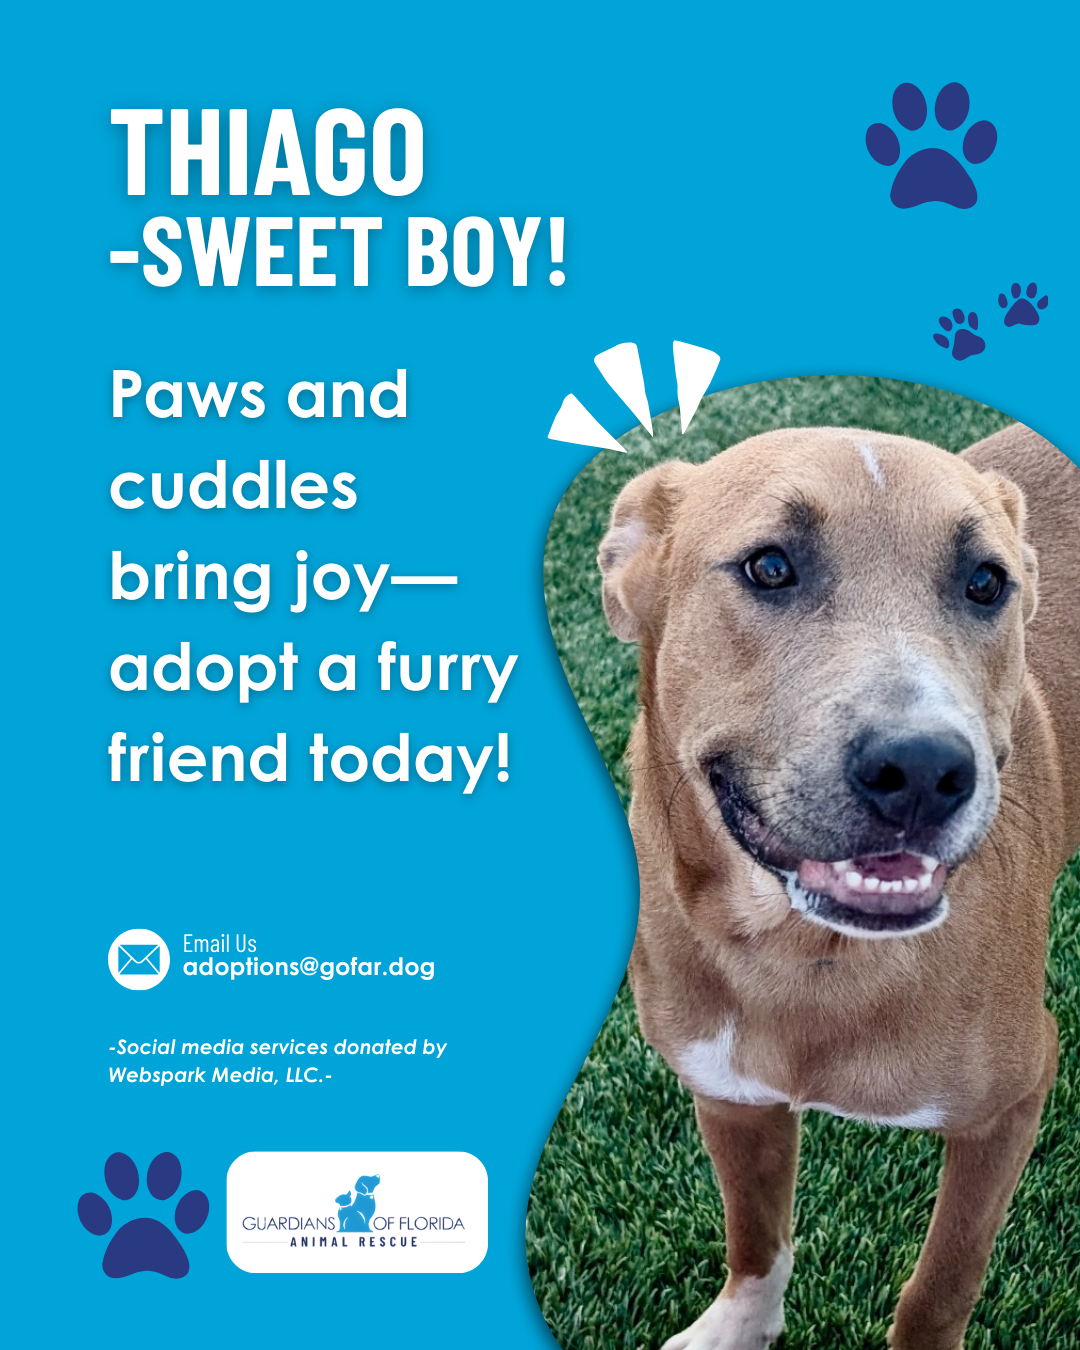 THIAGO
-SWEET BOY!
Paws and
cuddles
bring joy—
adopt a furry
friend today!
Email Us
adoptions@gofar.dog
-Social media services donated by
Webspark Media, LLC.-
GUARDIANS OF FLORIDA
ANIMAL RESCUE